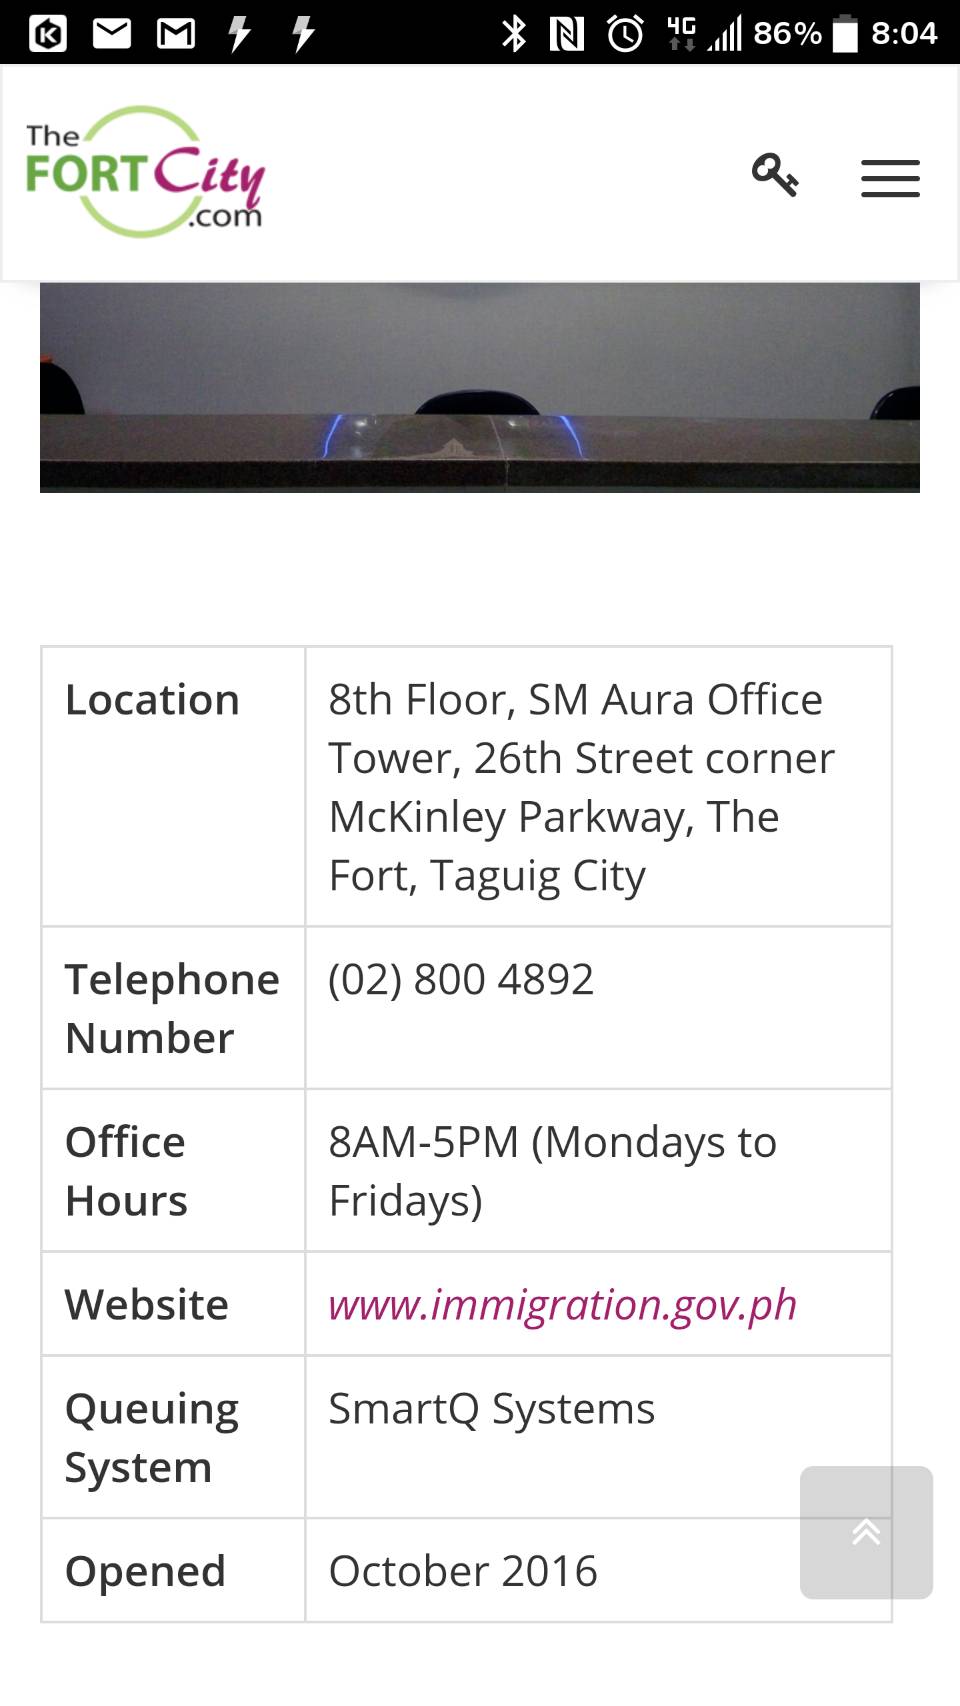 4G 86% 8:04
The
FORT City
.com
Location
8th Floor, SM Aura Office
Tower, 26th Street corner
McKinley Parkway, The
Fort, Taguig City
Telephone
Number
(02) 800 4892
Office
Hours
8AM-5PM (Mondays to
Fridays)
Website
www.immigration.gov.ph
Queuing
System
SmartQ Systems
Opened
October 2016